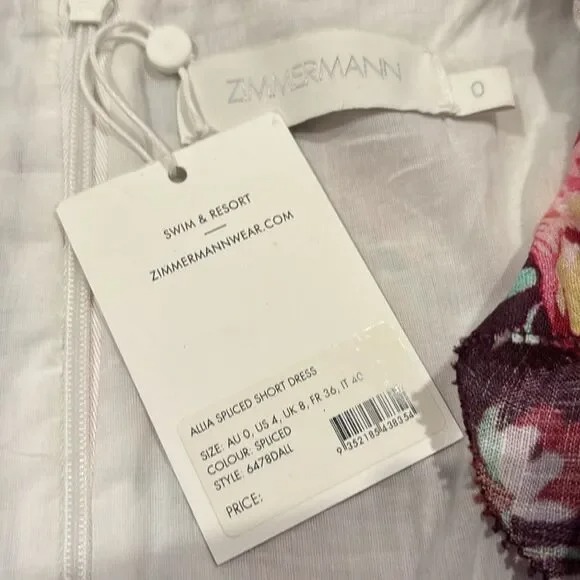 ZIMMERMANN
0
SWIM & RESORT
ZIMMERMANNWEAR.COM
ALLIA SPLICED SHORT DRESS
SIZE: AU 0, US 4, UK 8, FR 36, IT 40
COLOUR: SPLICED
STYLE: 6478DALL
PRICE:
9352185438354